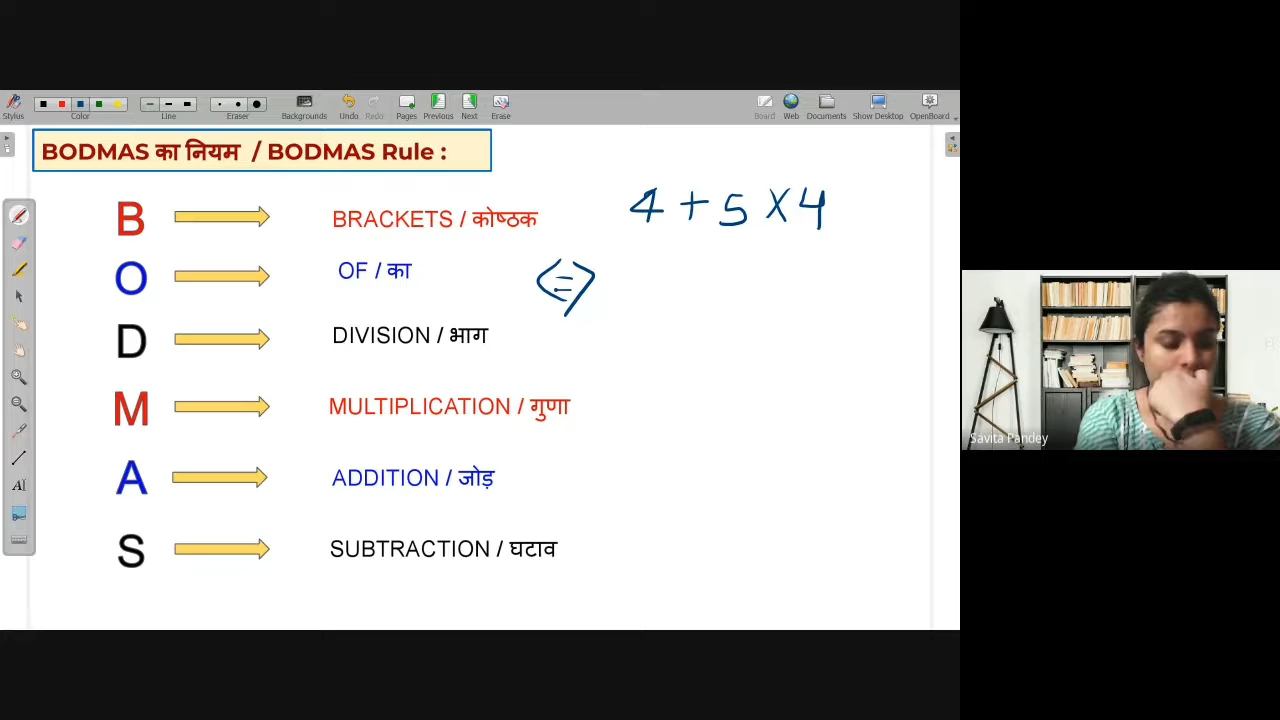 Stylus
Color
Line
Eraser
Backgrounds
Undo
Redo
Pages
Previous
Next
Erase
Board
Web
Documents
Show Desktop
OpenBoard
BODMAS का नियम / BODMAS Rule :
B BRACKETS / कोष्ठक
4 + 5 × 4
O OF / का
< = >
D DIVISION / भाग
M MULTIPLICATION / गुणा
A ADDITION / जोड़
S SUBTRACTION / घटाव
Savita Pandey